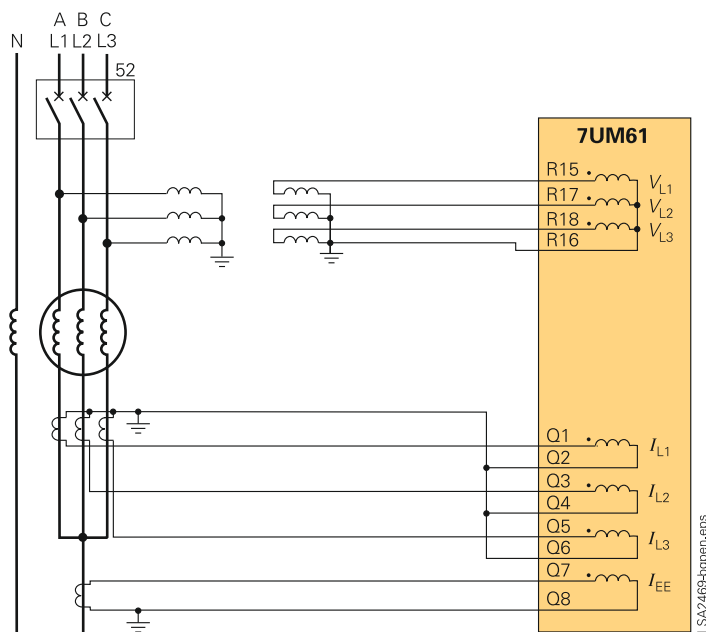 A B C
N L1 L2 L3
52
7UM61
R15 VL1
R17 VL2
R18 VL3
R16
Q1 IL1
Q2
Q3 IL2
Q4
Q5 IL3
Q6
Q7 IEE
Q8
LSA2469-bgpen.eps